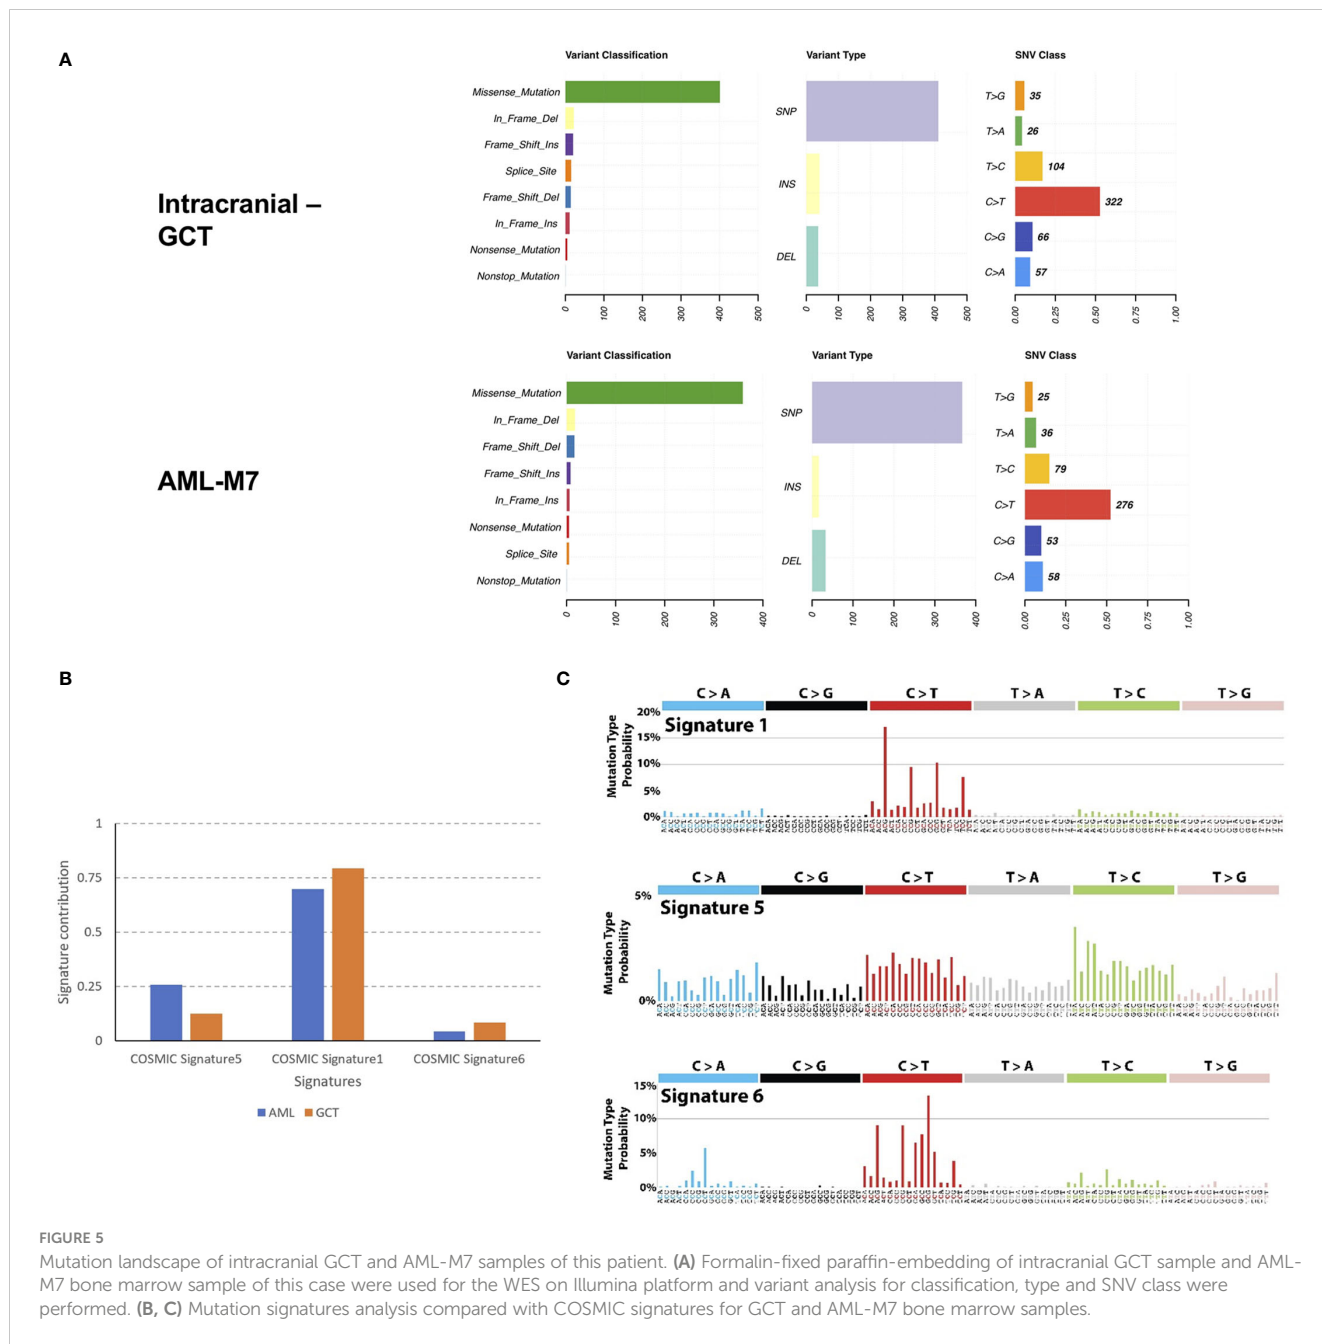 A
Intracranial –
GCT
Variant Classification
Missense_Mutation
In_Frame_Del
Frame_Shift_Ins
Splice_Site
Frame_Shift_Del
In_Frame_Ins
Nonsense_Mutation
Nonstop_Mutation
0 100 200 300 400 500
Variant Type
SNP
INS
DEL
0 100 200 300 400 500
SNV Class
T>G 35
T>A 26
T>C 104
C>T 322
C>G 66
C>A 57
0.00 0.25 0.50 0.75 1.00
AML-M7
Variant Classification
Missense_Mutation
In_Frame_Del
Frame_Shift_Del
Frame_Shift_Ins
In_Frame_Ins
Nonsense_Mutation
Splice_Site
Nonstop_Mutation
0 100 200 300 400
Variant Type
SNP
INS
DEL
0 100 200 300 400
SNV Class
T>G 25
T>A 36
T>C 79
C>T 276
C>G 53
C>A 58
0.00 0.25 0.50 0.75 1.00
B
Signature contribution
1
0.75
0.5
0.25
0
COSMIC Signature5 COSMIC Signature1 COSMIC Signature6
Signatures
AML GCT
C
C > A C > G C > T T > A T > C T > G
Signature 1
Mutation Type
Probability
20%
15%
10%
5%
0%
C > A C > G C > T T > A T > C T > G
Signature 5
Mutation Type
Probability
5%
0%
C > A C > G C > T T > A T > C T > G
Signature 6
Mutation Type
Probability
15%
10%
5%
0%
FIGURE 5
Mutation landscape of intracranial GCT and AML-M7 samples of this patient. (A) Formalin-fixed paraffin-embedding of intracranial GCT sample and AML-
M7 bone marrow sample of this case were used for the WES on Illumina platform and variant analysis for classification, type and SNV class were
performed. (B, C) Mutation signatures analysis compared with COSMIC signatures for GCT and AML-M7 bone marrow samples.